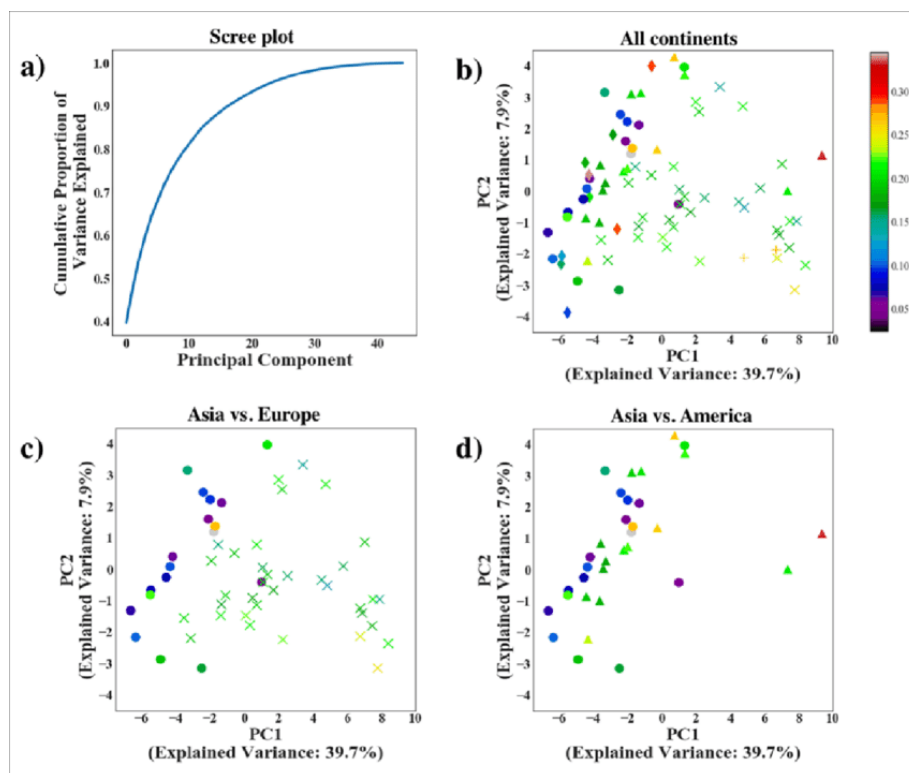 Scree plot
a)
1.0
0.9
0.8
0.7
0.6
0.5
0.4
Cumulative Proportion of
Variance Explained
0 10 20 30 40
Principal Component
All continents
b)
4
3
2
1
0
−1
−2
−3
−4
PC2
(Explained Variance: 7.9%)
−6 −4 −2 0 2 4 6 8 10
PC1
(Explained Variance: 39.7%)
0.30
0.25
0.20
0.15
0.10
0.05
Asia vs. Europe
c)
4
3
2
1
0
−1
−2
−3
−4
PC2
(Explained Variance: 7.9%)
−6 −4 −2 0 2 4 6 8 10
PC1
(Explained Variance: 39.7%)
Asia vs. America
d)
4
3
2
1
0
−1
−2
−3
−4
PC2
(Explained Variance: 7.9%)
−6 −4 −2 0 2 4 6 8 10
PC1
(Explained Variance: 39.7%)